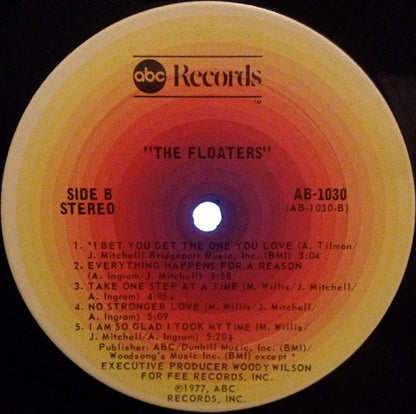 abc Records
TM
"THE FLOATERS"
SIDE B
STEREO
AB-1030
(AB-1030-B)
1. *I BET YOU GET THE ONE YOU LOVE (A. Tilmon/
J. Mitchell) Bridgeport Music, Inc. (BMI) 3:04
2. EVERYTHING HAPPENS FOR A REASON
(A. Ingram/J. Mitchell) 3:58
3. TAKE ONE STEP AT A TIME (M. Willis/J. Mitchell/
A. Ingram) 4:05+
4. NO STRONGER LOVE (M. Willis/J. Mitchell/
A. Ingram) 5:09
5. I AM SO GLAD I TOOK MY TIME (M. Willis/
J. Mitchell/A. Ingram) 5:20+
Publisher: ABC/Dunhill Music, Inc. (BMI)/
Woodsong's Music Inc. (BMI) except *
EXECUTIVE PRODUCER WOODY WILSON
FOR FEE RECORDS, INC.
℗1977, ABC
RECORDS, INC.